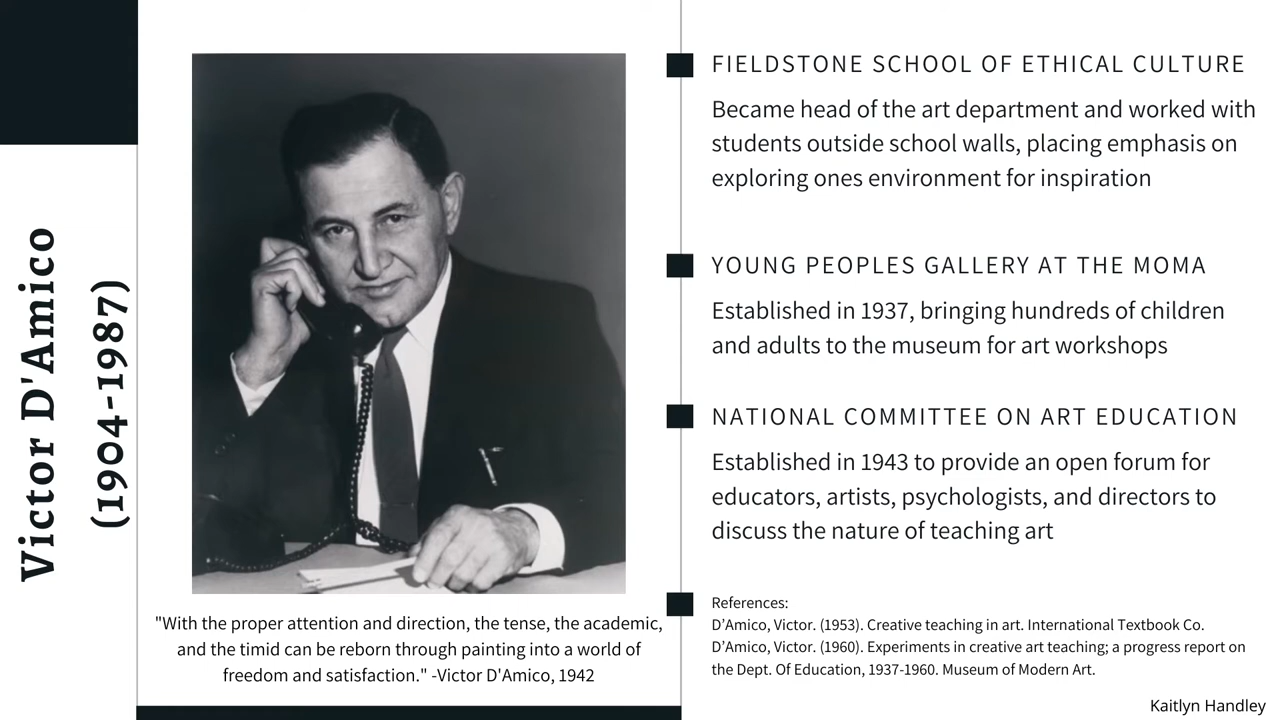 Victor D'Amico
(1904-1987)
"With the proper attention and direction, the tense, the academic,
and the timid can be reborn through painting into a world of
freedom and satisfaction." -Victor D'Amico, 1942
FIELDSTONE SCHOOL OF ETHICAL CULTURE
Became head of the art department and worked with
students outside school walls, placing emphasis on
exploring ones environment for inspiration
YOUNG PEOPLES GALLERY AT THE MOMA
Established in 1937, bringing hundreds of children
and adults to the museum for art workshops
NATIONAL COMMITTEE ON ART EDUCATION
Established in 1943 to provide an open forum for
educators, artists, psychologists, and directors to
discuss the nature of teaching art
References:
D’Amico, Victor. (1953). Creative teaching in art. International Textbook Co.
D’Amico, Victor. (1960). Experiments in creative art teaching; a progress report on
the Dept. Of Education, 1937-1960. Museum of Modern Art.
Kaitlyn Handley